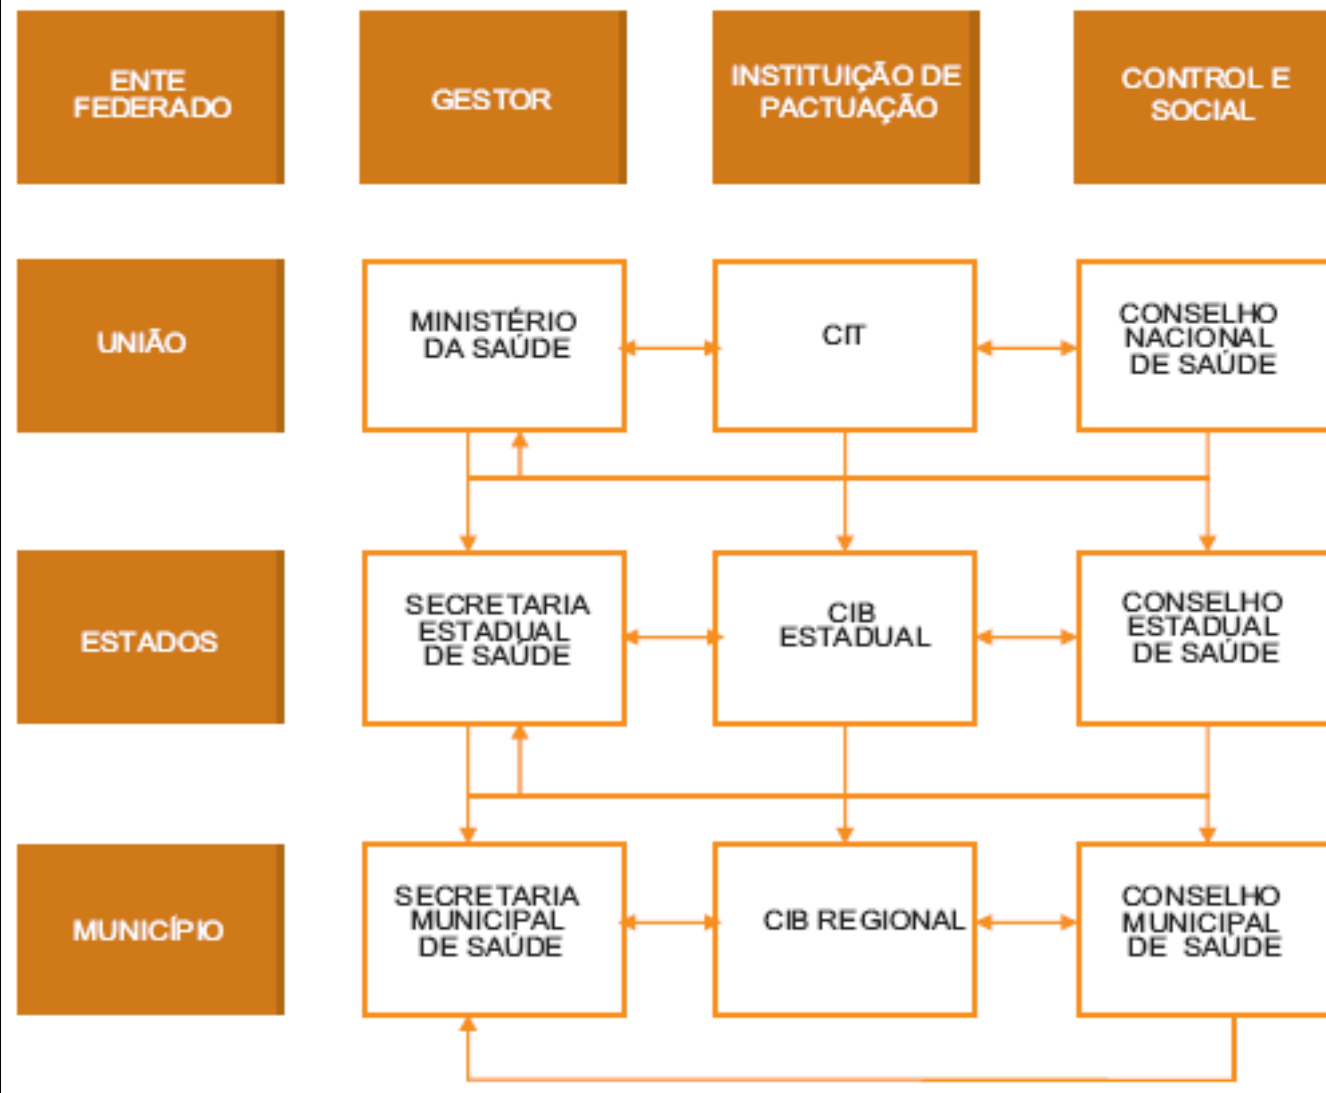 ENTE
FEDERADO
GESTOR
INSTITUIÇÃO DE
PACTUAÇÃO
CONTROL E
SOCIAL
UNIÃO
MINISTÉRIO
DA SAÚDE
CIT
CONSELHO
NACIONAL
DE SAÚDE
ESTADOS
SECRETARIA
ESTADUAL
DE SAÚDE
CIB
ESTADUAL
CONSELHO
ESTADUAL
DE SAÚDE
MUNICÍPIO
SECRETARIA
MUNICIPAL
DE SAÚDE
CIB REGIONAL
CONSELHO
MUNICIPAL
DE SAÚDE